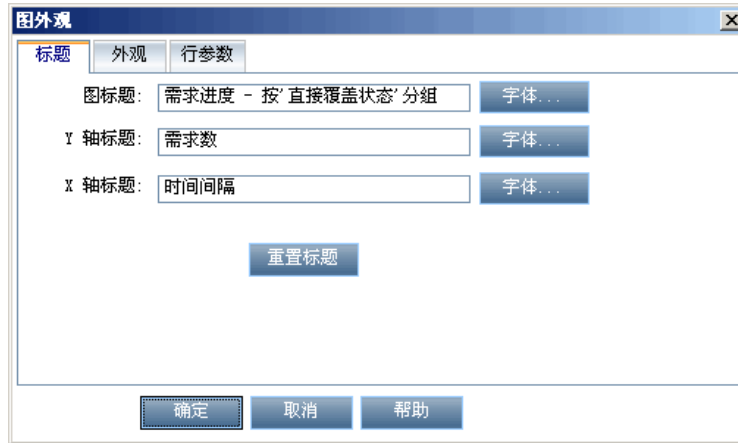 图外观
标题 外观 行参数
图标题: 需求进度 - 按'直接覆盖状态'分组 字体...
Y 轴标题: 需求数 字体...
X 轴标题: 时间间隔 字体...
重置标题
确定 取消 帮助